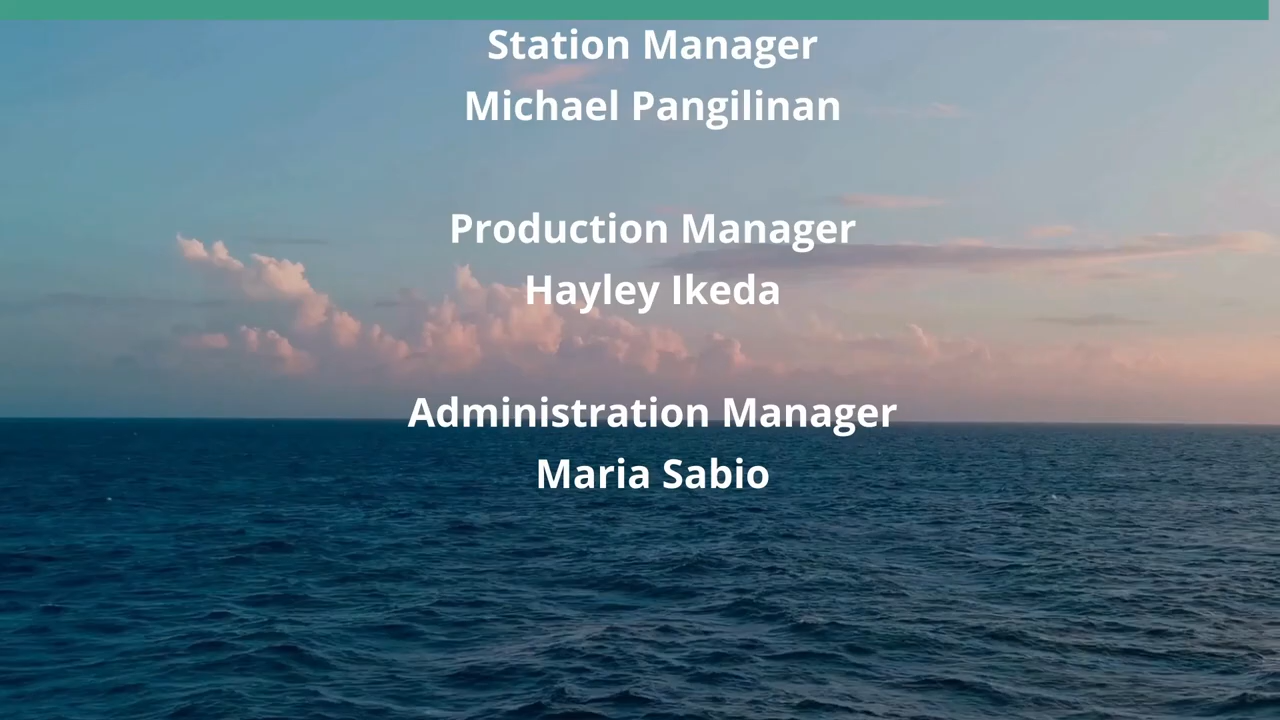 Station Manager
Michael Pangilinan
Production Manager
Hayley Ikeda
Administration Manager
Maria Sabio